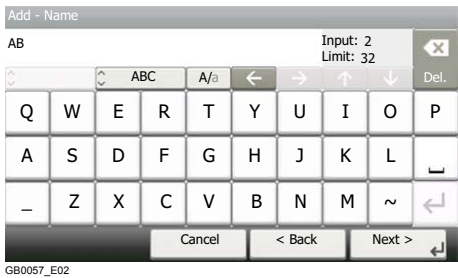 Add - Name
AB
Input: 2
Limit: 32
ABC A/a ← → ↑ ↓ Del.
Q W E R T Y U I O P
A S D F G H J K L
_ Z X C V B N M ~
Cancel < Back Next >
GB0057_E02